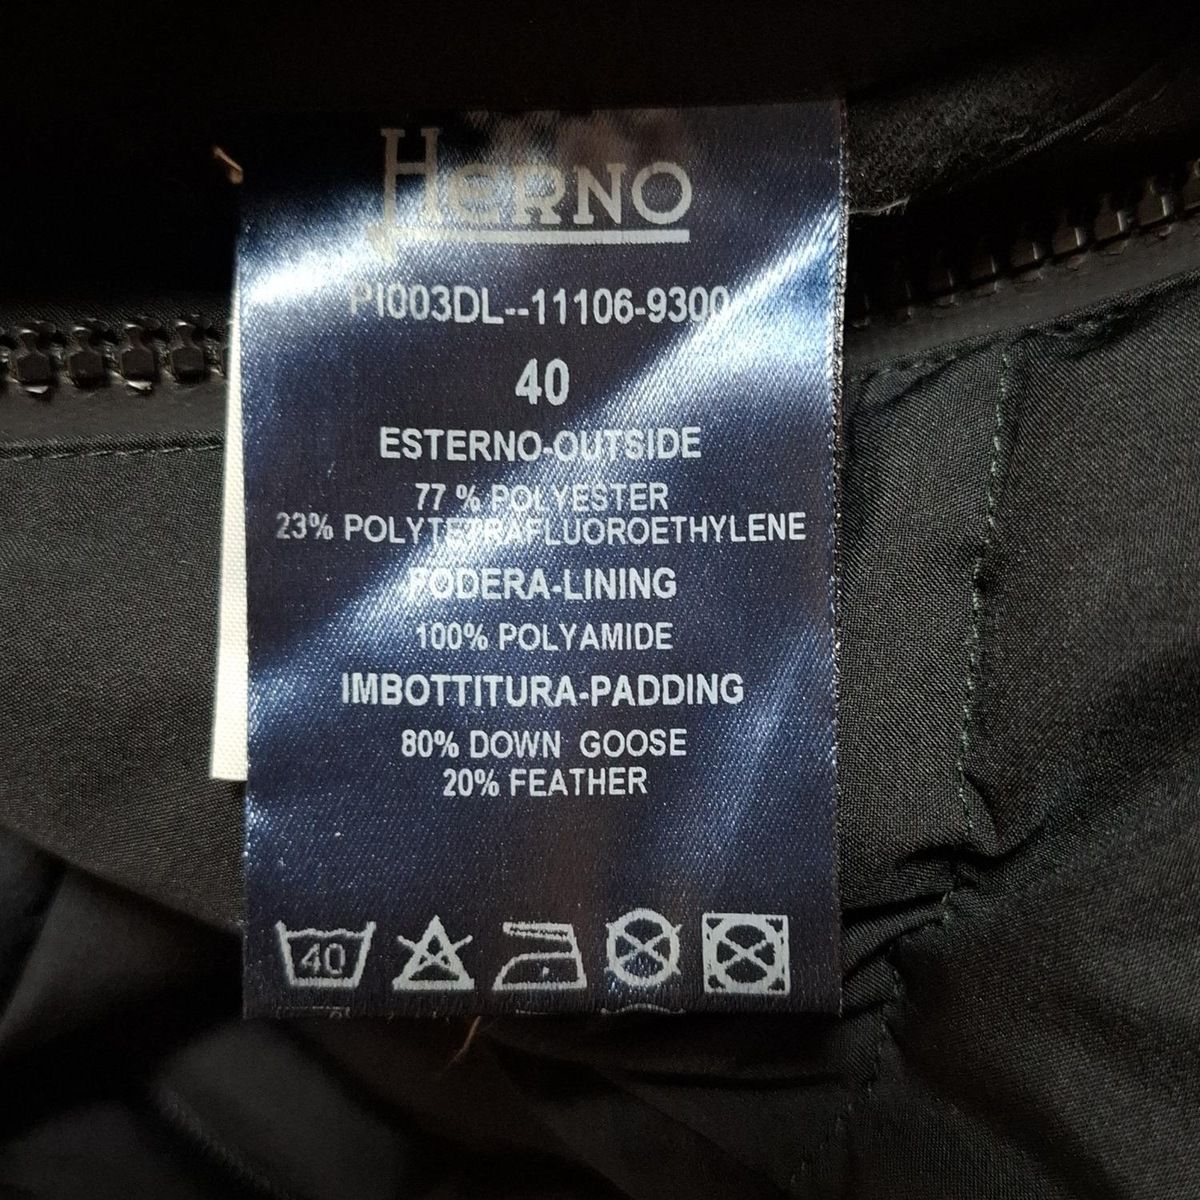 HERNO
PI003DL--11106-9300
40
ESTERNO-OUTSIDE
77 % POLYESTER
23% POLYTETRAFLUOROETHYLENE
FODERA-LINING
100% POLYAMIDE
IMBOTTITURA-PADDING
80% DOWN GOOSE
20% FEATHER
40